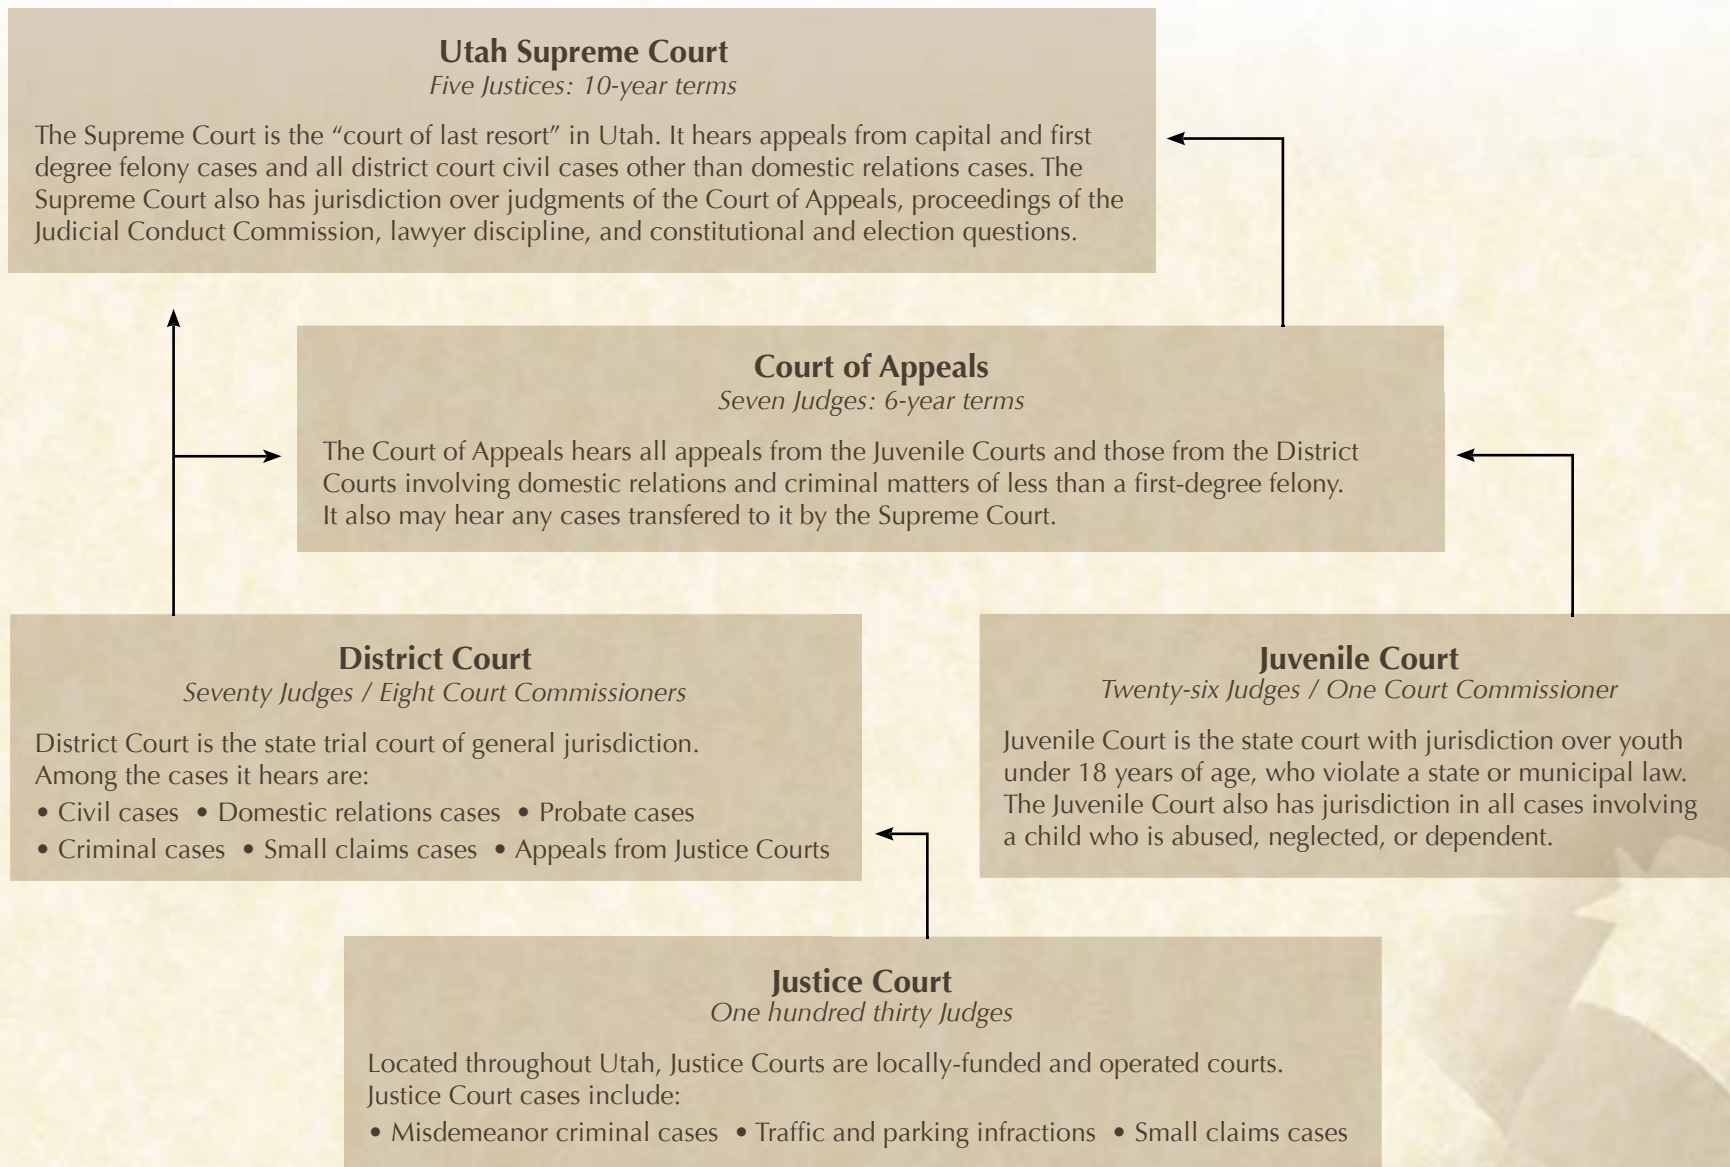 Utah Supreme Court
Five Justices: 10-year terms
The Supreme Court is the “court of last resort” in Utah. It hears appeals from capital and first
degree felony cases and all district court civil cases other than domestic relations cases. The
Supreme Court also has jurisdiction over judgments of the Court of Appeals, proceedings of the
Judicial Conduct Commission, lawyer discipline, and constitutional and election questions.
Court of Appeals
Seven Judges: 6-year terms
The Court of Appeals hears all appeals from the Juvenile Courts and those from the District
Courts involving domestic relations and criminal matters of less than a first-degree felony.
It also may hear any cases transfered to it by the Supreme Court.
District Court
Seventy Judges / Eight Court Commissioners
District Court is the state trial court of general jurisdiction.
Among the cases it hears are:
• Civil cases • Domestic relations cases • Probate cases
• Criminal cases • Small claims cases • Appeals from Justice Courts
Juvenile Court
Twenty-six Judges / One Court Commissioner
Juvenile Court is the state court with jurisdiction over youth
under 18 years of age, who violate a state or municipal law.
The Juvenile Court also has jurisdiction in all cases involving
a child who is abused, neglected, or dependent.
Justice Court
One hundred thirty Judges
Located throughout Utah, Justice Courts are locally-funded and operated courts.
Justice Court cases include:
• Misdemeanor criminal cases • Traffic and parking infractions • Small claims cases